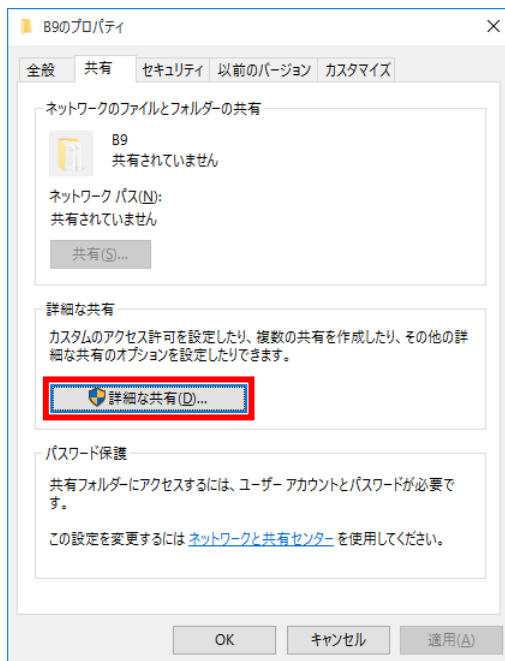 B9のプロパティ
全般 共有 セキュリティ 以前のバージョン カスタマイズ
ネットワークのファイルとフォルダーの共有
B9
共有されていません
ネットワーク パス(N):
共有されていません
共有(S)...
詳細な共有
カスタムのアクセス許可を設定したり、複数の共有を作成したり、その他の詳
細な共有のオプションを設定したりできます。
詳細な共有(D)...
パスワード保護
共有フォルダーにアクセスするには、ユーザー アカウントとパスワードが必要で
す。
この設定を変更するには ネットワークと共有センター を使用してください。
OK キャンセル 適用(A)